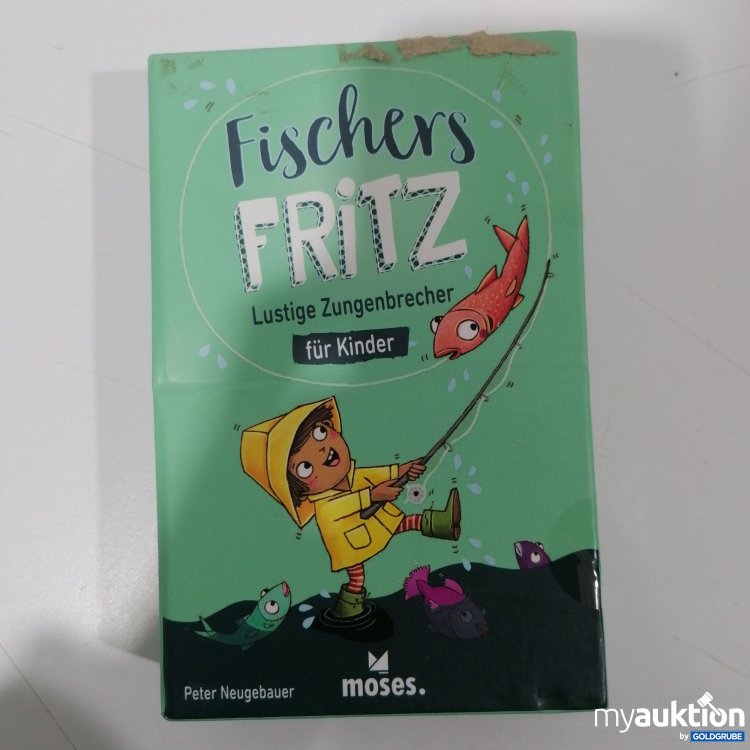 Fischers
FRiTZ
Lustige Zungenbrecher
für Kinder
Peter Neugebauer
moses.
myauktion
by GOLDGRUBE